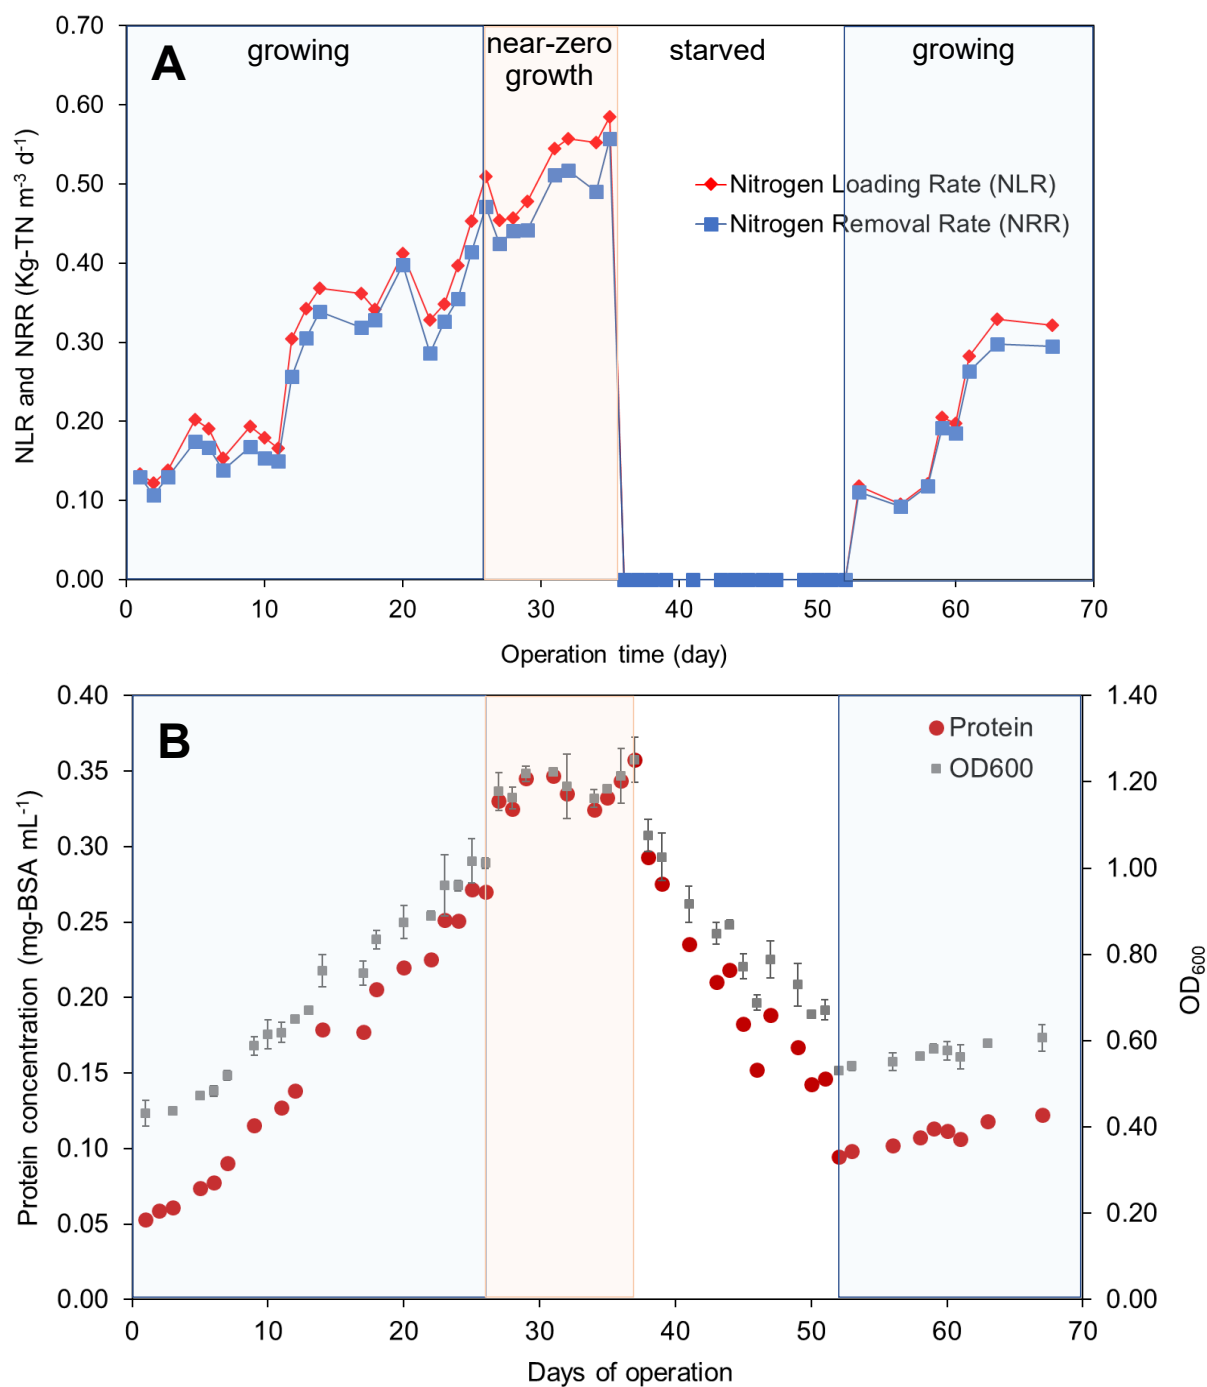 A
growing
near-zero
growth
starved
growing
Nitrogen Loading Rate (NLR)
Nitrogen Removal Rate (NRR)
NLR and NRR (Kg-TN m-3 d-1)
0.70
0.60
0.50
0.40
0.30
0.20
0.10
0.00
0 10 20 30 40 50 60 70
Operation time (day)
B
Protein
OD600
Protein concentration (mg-BSA mL-1)
0.40
0.35
0.30
0.25
0.20
0.15
0.10
0.05
0.00
1.40
1.20
1.00
0.80
0.60
0.40
0.20
0.00
OD600
0 10 20 30 40 50 60 70
Days of operation